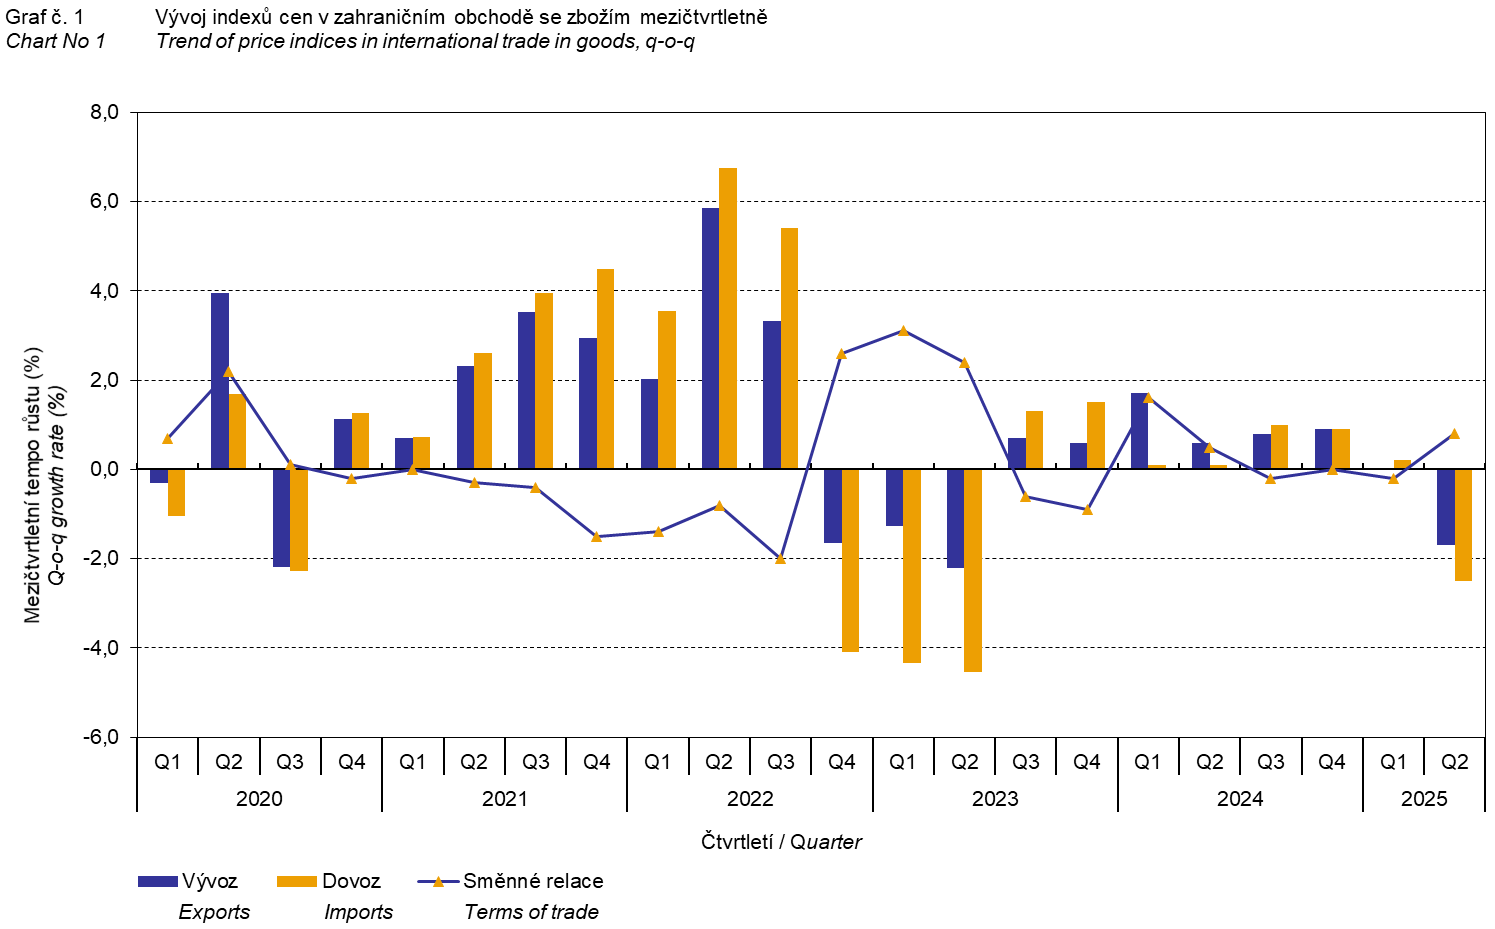 Graf č. 1 Vývoj indexů cen v zahraničním obchodě se zbožím mezičtvrtletně
Chart No 1 Trend of price indices in international trade in goods, q-o-q
Mezičtvrtletní tempo růstu (%)
Q-o-q growth rate (%)
8,0
6,0
4,0
2,0
0,0
-2,0
-4,0
-6,0
Q1 Q2 Q3 Q4 Q1 Q2 Q3 Q4 Q1 Q2 Q3 Q4 Q1 Q2 Q3 Q4 Q1 Q2 Q3 Q4 Q1 Q2
2020 2021 2022 2023 2024 2025
Čtvrtletí / Quarter
Vývoz Dovoz Směnné relace
Exports Imports Terms of trade